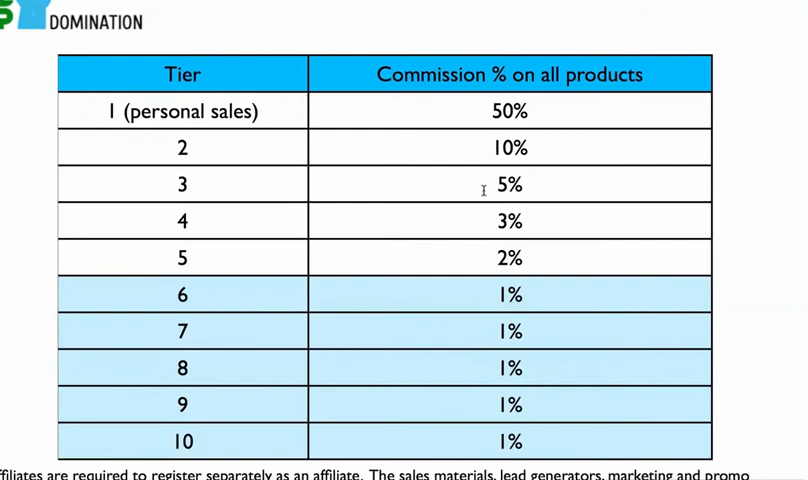 DOMINATION
Tier Commission % on all products
1 (personal sales) 50%
2 10%
3 5%
4 3%
5 2%
6 1%
7 1%
8 1%
9 1%
10 1%
ffiliates are required to register separately as an affiliate. The sales materials, lead generators, marketing and promo